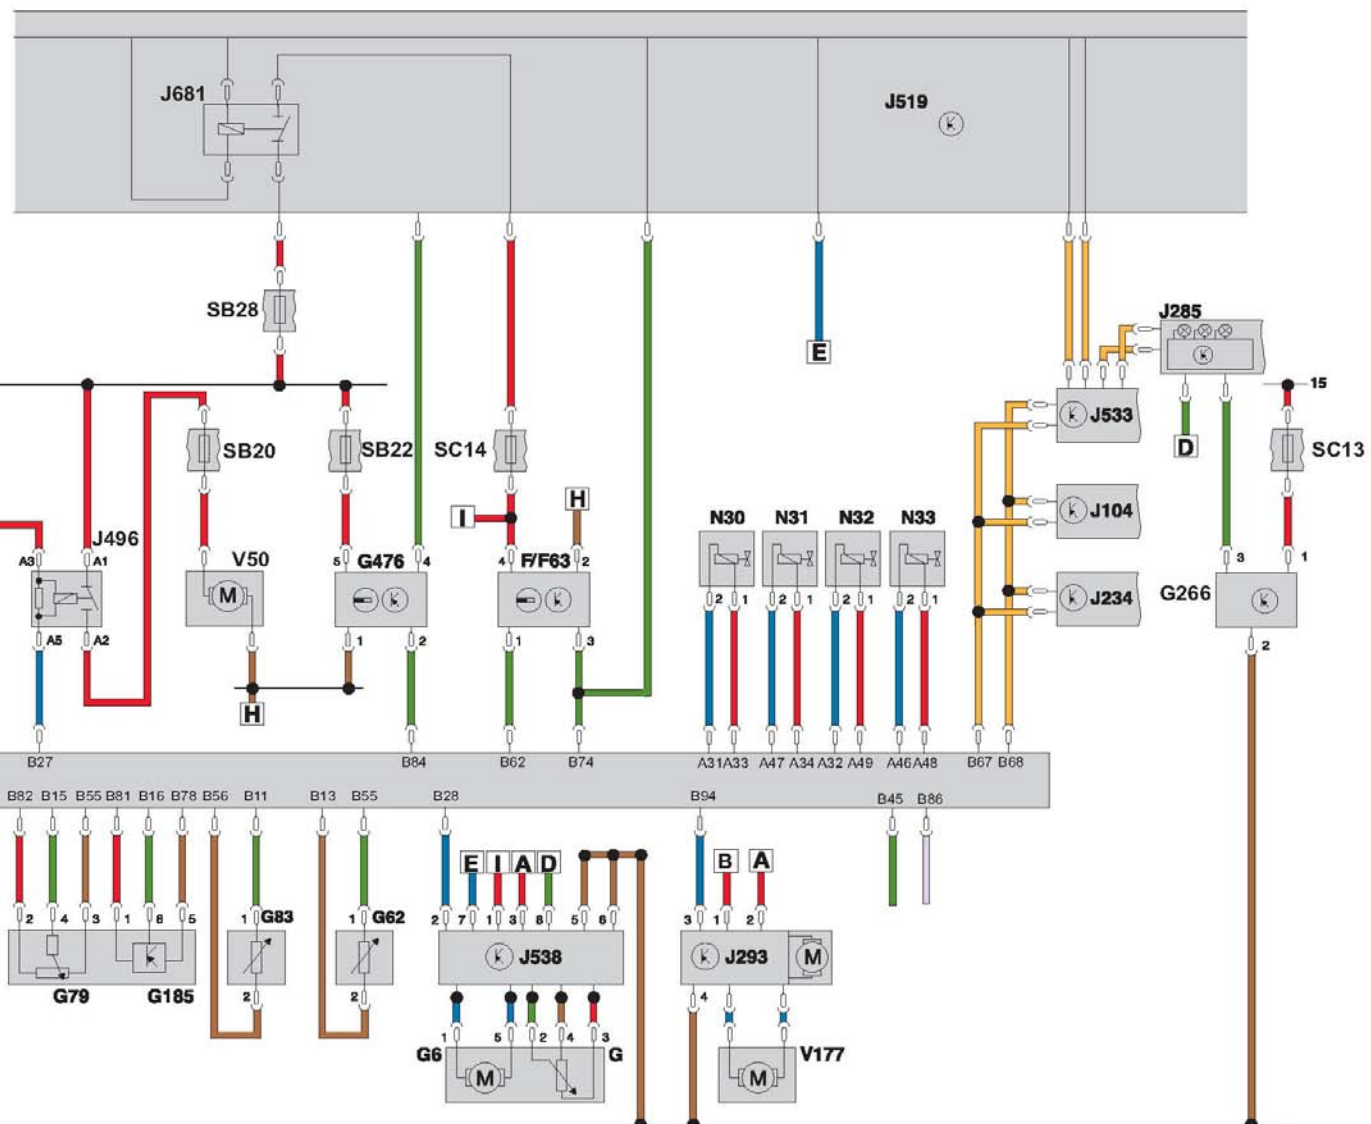 J681
J519
SB28
J285
E
15
J533
SB20
SB22
SC14
D
SC13
H
I
N30 N31 N32 N33
J104
J496
A3 A1
V50
5 G476 4
4 F/F63 2
3 1
M
J234
G266
2 1 2 1 2 1 2 1
A5 A2
1 2
1 3
2
H
B27 B84 B62 B74 A31 A33 A47 A34 A32 A49 A46 A48 B67 B68
B82 B15 B55 B81 B16 B78 B56 B11 B13 B55 B28 B94 B45 B86
E I A D
B A
2 4 3 1 6 5 1 G83 1 G62 2 7 1 3 8 5 6 3 1 2
J538
J293 M
G79 G185
2 2
4
1 5 2 4 3
G6 M G
M V177